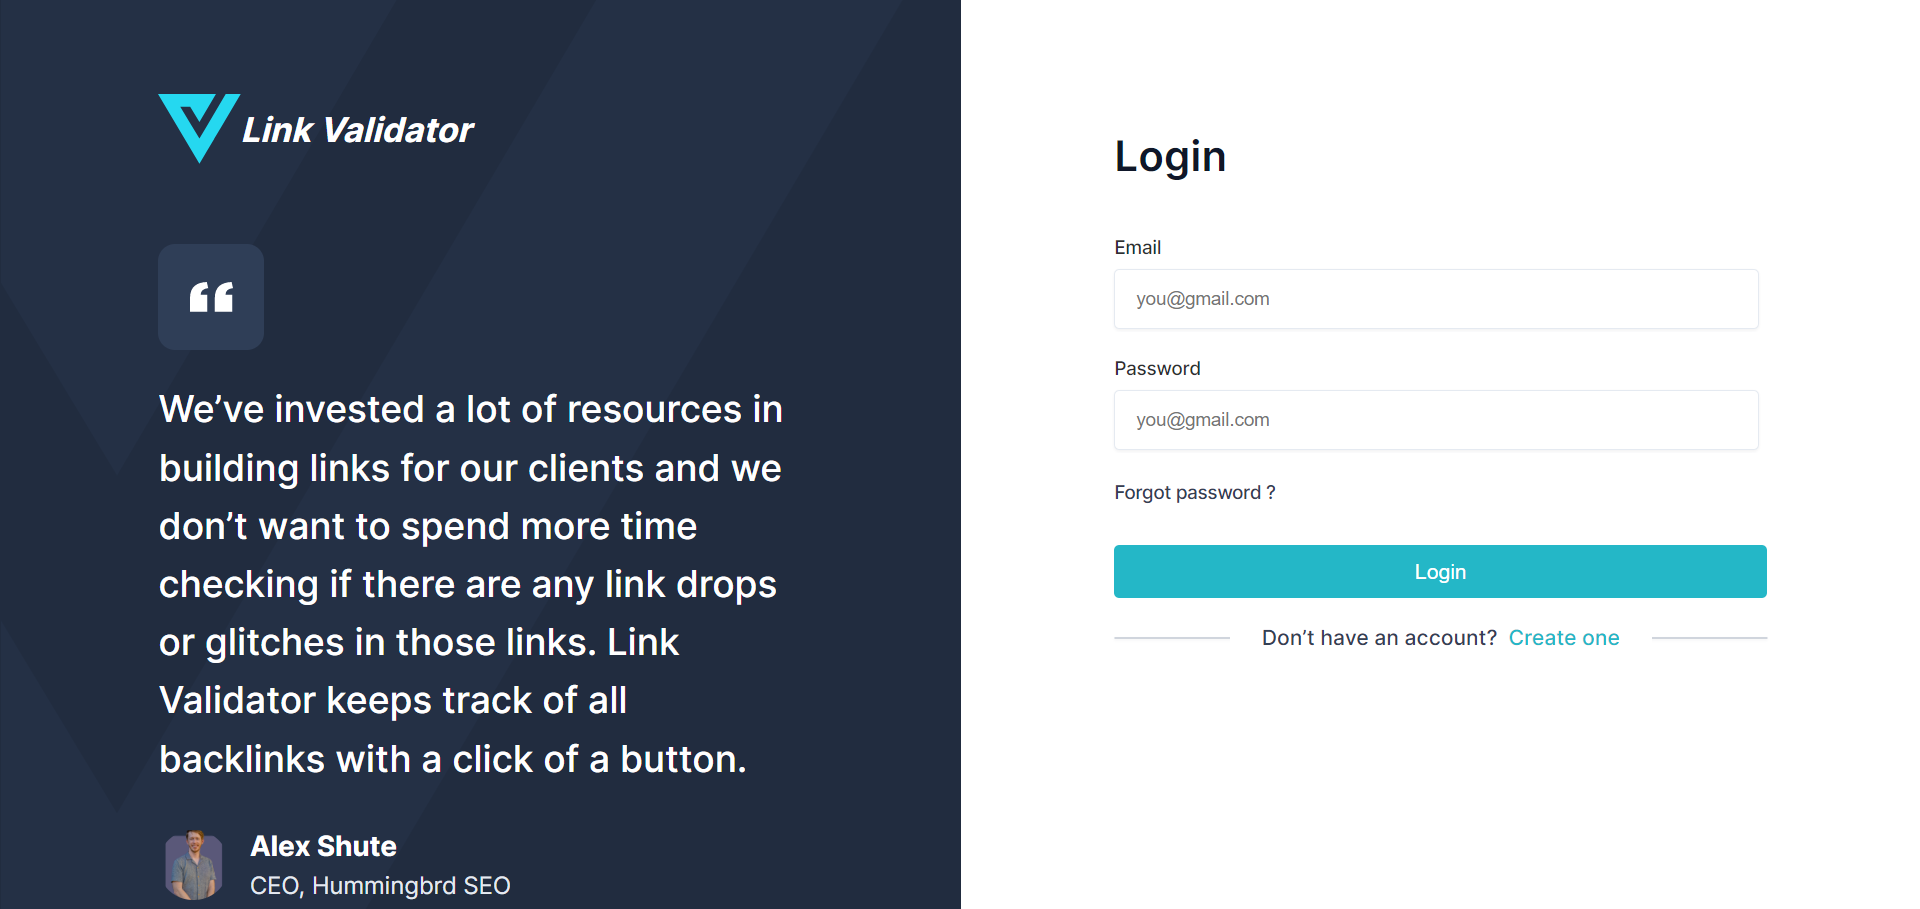 Link Validator
“
We’ve invested a lot of resources in
building links for our clients and we
don’t want to spend more time
checking if there are any link drops
or glitches in those links. Link
Validator keeps track of all
backlinks with a click of a button.
Alex Shute
CEO, Hummingbrd SEO
Login
Email
you@gmail.com
Password
you@gmail.com
Forgot password ?
Login
Don’t have an account? Create one